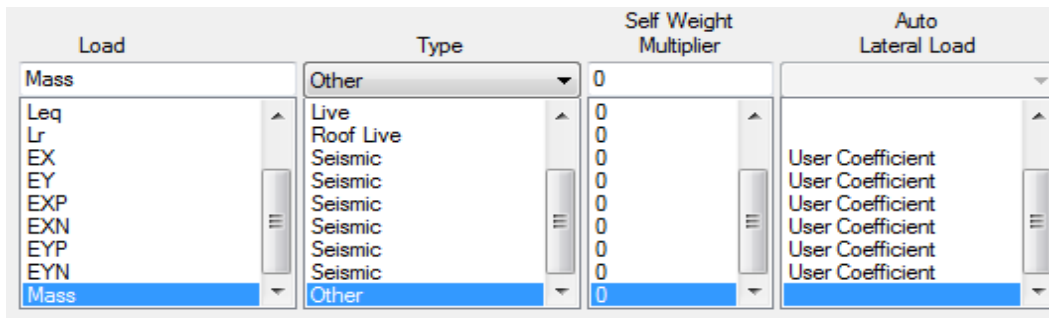 Load Type Self Weight Multiplier Auto Lateral Load
Mass Other 0
Leq Live 0
Lr Roof Live 0
EX Seismic 0 User Coefficient
EY Seismic 0 User Coefficient
EXP Seismic 0 User Coefficient
EXN Seismic 0 User Coefficient
EYP Seismic 0 User Coefficient
EYN Seismic 0 User Coefficient
Mass Other 0